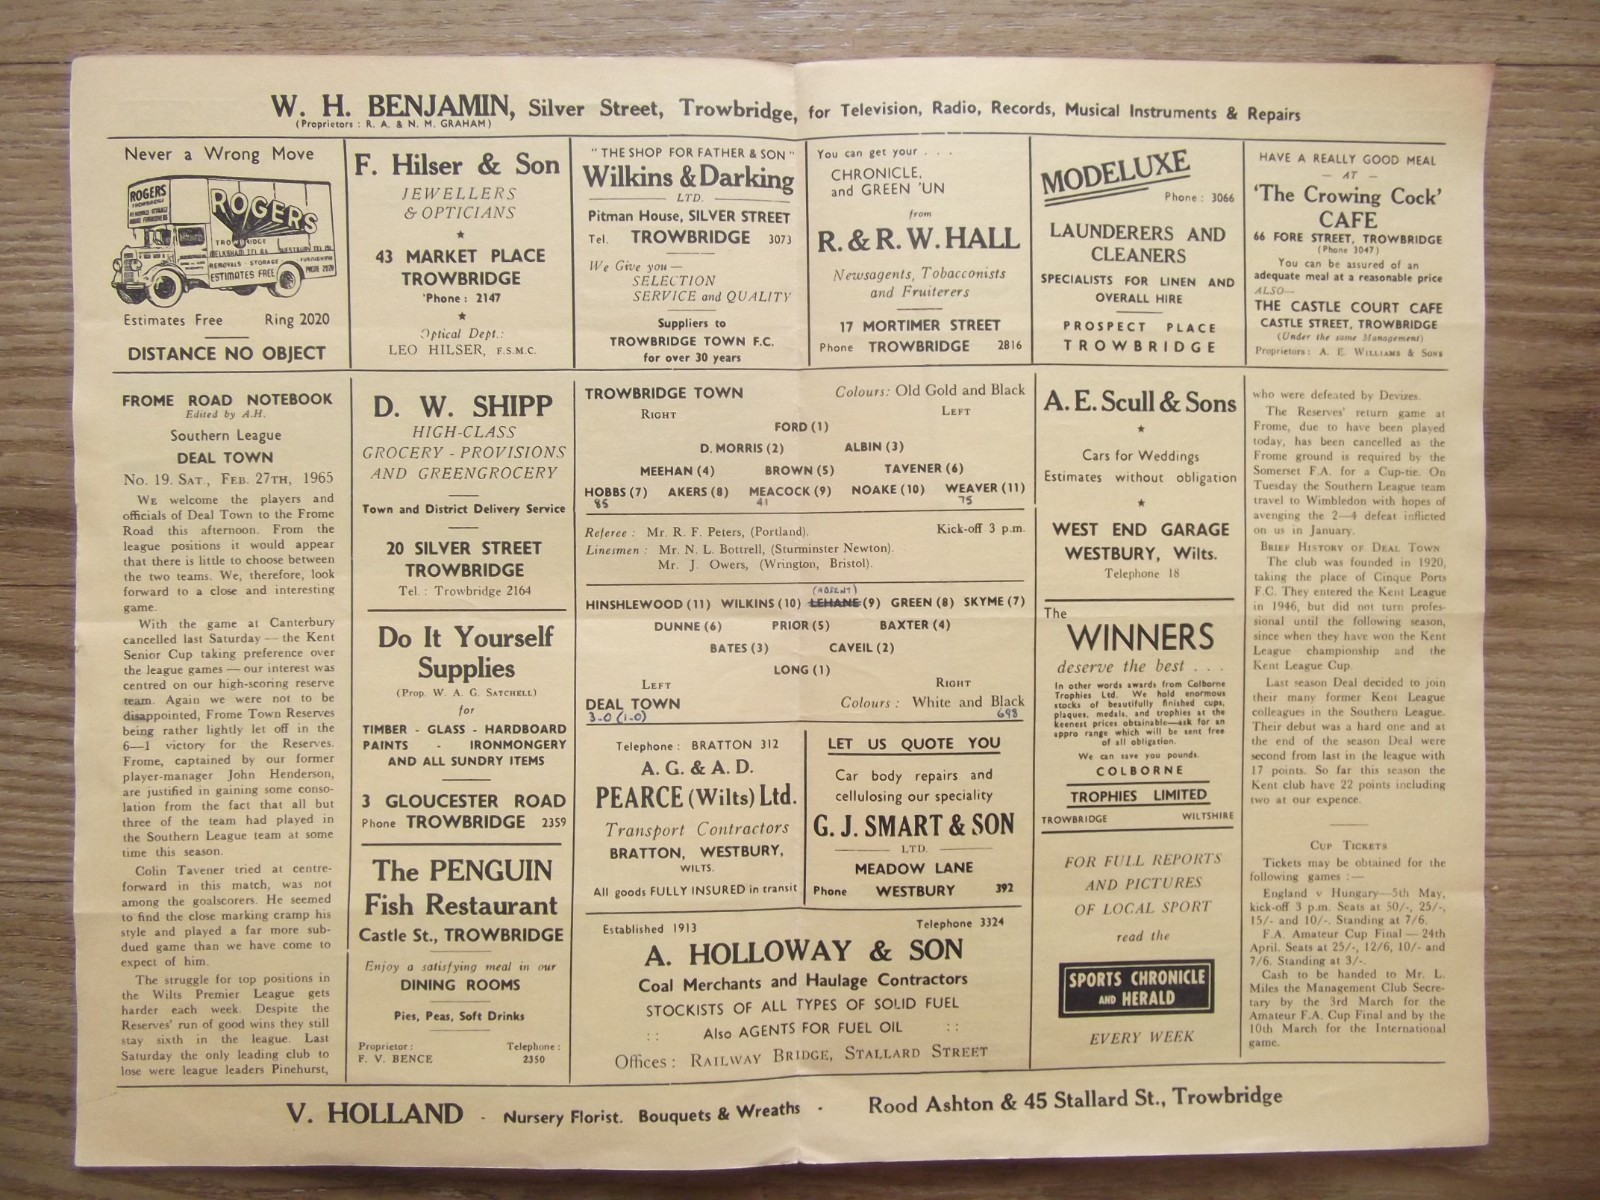 W. H. BENJAMIN, Silver Street, Trowbridge, for Television, Radio, Records, Musical Instruments & Repairs
(Proprietors : R. A. & N. M. GRAHAM)
Never a Wrong Move
ROGERS
ROGERS
ESTIMATES FREE
Estimates Free Ring 2020
DISTANCE NO OBJECT
F. Hilser & Son
JEWELLERS
& OPTICIANS
★
43 MARKET PLACE
TROWBRIDGE
'Phone : 2147
★
Optical Dept.:
LEO HILSER, F.S.M.C.
"THE SHOP FOR FATHER & SON"
Wilkins & Darking
LTD.
Pitman House, SILVER STREET
Tel. TROWBRIDGE 3073
We Give you —
SELECTION
SERVICE and QUALITY
Suppliers to
TROWBRIDGE TOWN F.C.
for over 30 years
You can get your . . .
CHRONICLE,
and GREEN 'UN
from
R. & R. W. HALL
Newsagents, Tobacconists
and Fruiterers
17 MORTIMER STREET
Phone TROWBRIDGE 2816
MODELUXE
Phone : 3066
LAUNDERERS AND
CLEANERS
SPECIALISTS FOR LINEN AND
OVERALL HIRE
PROSPECT PLACE
TROWBRIDGE
HAVE A REALLY GOOD MEAL
— AT —
'The Crowing Cock'
CAFE
66 FORE STREET, TROWBRIDGE
(Phone 3047)
You can be assured of an
adequate meal at a reasonable price
ALSO—
THE CASTLE COURT CAFE
CASTLE STREET, TROWBRIDGE
(Under the same Management)
Proprietors: A. E. WILLIAMS & SONS
FROME ROAD NOTEBOOK
Edited by A.H.
Southern League
DEAL TOWN
No. 19. SAT., FEB. 27TH, 1965
WE welcome the players and
officials of Deal Town to the Frome
Road this afternoon. From the
league positions it would appear
that there is little to choose between
the two teams. We, therefore, look
forward to a close and interesting
game.
With the game at Canterbury
cancelled last Saturday — the Kent
Senior Cup taking preference over
the league games — our interest was
centred on our high-scoring reserve
team. Again we were not to be
disappointed, Frome Town Reserves
being rather lightly let off in the
6—1 victory for the Reserves.
Frome, captained by our former
player-manager John Henderson,
are justified in gaining some conso-
lation from the fact that all but
three of the team had played in
the Southern League team at some
time this season.
Colin Tavener tried at centre-
forward in this match, was not
among the goalscorers. He seemed
to find the close marking cramp his
style and played a far more sub-
dued game than we have come to
expect of him.
The struggle for top positions in
the Wilts Premier League gets
harder each week. Despite the
Reserves' run of good wins they still
stay sixth in the league. Last
Saturday the only leading club to
lose were league leaders Pinehurst,
D. W. SHIPP
HIGH-CLASS
GROCERY - PROVISIONS
AND GREENGROCERY
Town and District Delivery Service
20 SILVER STREET
TROWBRIDGE
Tel. : Trowbridge 2164
Do It Yourself
Supplies
(Prop. W. A. G. SATCHELL)
for
TIMBER - GLASS - HARDBOARD
PAINTS - IRONMONGERY
AND ALL SUNDRY ITEMS
3 GLOUCESTER ROAD
Phone TROWBRIDGE 2359
The PENGUIN
Fish Restaurant
Castle St., TROWBRIDGE
Enjoy a satisfying meal in our
DINING ROOMS
Pies, Peas, Soft Drinks
Proprietor : Telephone :
F. V. BENCE 2350
TROWBRIDGE TOWN Colours: Old Gold and Black
RIGHT LEFT
FORD (1)
D. MORRIS (2) ALBIN (3)
MEEHAN (4) BROWN (5) TAVENER (6)
HOBBS (7) AKERS (8) MEACOCK (9) NOAKE (10) WEAVER (11)
85 41 75
Referee : Mr. R. F. Peters, (Portland). Kick-off 3 p.m.
Linesmen : Mr. N. L. Bottrell, (Sturminster Newton).
Mr. J. Owers, (Wrington, Bristol).
(ABSENT)
HINSHLEWOOD (11) WILKINS (10) LEHANE (9) GREEN (8) SKYME (7)
DUNNE (6) PRIOR (5) BAXTER (4)
BATES (3) CAVEIL (2)
LONG (1)
LEFT RIGHT
DEAL TOWN Colours : White and Black
3-0 (1-0) 698
Telephone : BRATTON 312
A. G. & A. D.
PEARCE (Wilts) Ltd.
Transport Contractors
BRATTON, WESTBURY,
WILTS.
All goods FULLY INSURED in transit
LET US QUOTE YOU
Car body repairs and
cellulosing our speciality
G. J. SMART & SON
LTD.
MEADOW LANE
Phone WESTBURY 392
Established 1913 Telephone 3324
A. HOLLOWAY & SON
Coal Merchants and Haulage Contractors
STOCKISTS OF ALL TYPES OF SOLID FUEL
:: Also AGENTS FOR FUEL OIL ::
Offices : RAILWAY BRIDGE, STALLARD STREET
A. E. Scull & Sons
★
Cars for Weddings
Estimates without obligation
★
WEST END GARAGE
WESTBURY, Wilts.
Telephone 18
The
WINNERS
deserve the best . . .
In other words awards from Colborne
Trophies Ltd. We hold enormous
stocks of beautifully finished cups,
plaques, medals, and trophies at the
keenest prices obtainable—ask for an
appro range which will be sent free
of all obligation.
We can save you pounds.
COLBORNE
TROPHIES LIMITED
TROWBRIDGE WILTSHIRE
FOR FULL REPORTS
AND PICTURES
OF LOCAL SPORT
read the
SPORTS CHRONICLE
AND HERALD
EVERY WEEK
who were defeated by Devizes.
The Reserves' return game at
Frome, due to have been played
today, has been cancelled as the
Frome ground is required by the
Somerset F.A. for a Cup-tie. On
Tuesday the Southern League team
travel to Wimbledon with hopes of
avenging the 2—4 defeat inflicted
on us in January.
BRIEF HISTORY OF DEAL TOWN
The club was founded in 1920,
taking the place of Cinque Ports
F.C. They entered the Kent League
in 1946, but did not turn profes-
sional until the following season,
since when they have won the Kent
League championship and the
Kent League Cup.
Last season Deal decided to join
their many former Kent League
colleagues in the Southern League.
Their debut was a hard one and at
the end of the season Deal were
second from last in the league with
17 points. So far this season the
Kent club have 22 points including
two at our expence.
CUP TICKETS
Tickets may be obtained for the
following games :—
England v Hungary—5th May,
kick-off 3 p.m. Seats at 50/-, 25/-,
15/- and 10/-. Standing at 7/6.
F.A. Amateur Cup Final — 24th
April. Seats at 25/-, 12/6, 10/- and
7/6. Standing at 3/-.
Cash to be handed to Mr. L.
Miles the Management Club Secre-
tary by the 3rd March for the
Amateur F.A. Cup Final and by the
10th March for the International
game.
V. HOLLAND - Nursery Florist. Bouquets & Wreaths - Rood Ashton & 45 Stallard St., Trowbridge